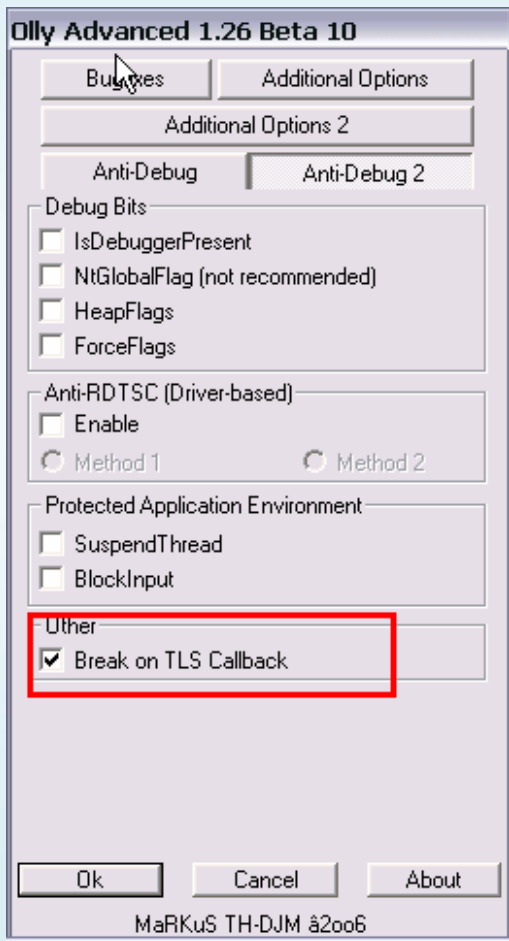 Olly Advanced 1.26 Beta 10
Bugfixes Additional Options
Additional Options 2
Anti-Debug Anti-Debug 2
Debug Bits
IsDebuggerPresent
NtGlobalFlag (not recommended)
HeapFlags
ForceFlags
Anti-RDTSC (Driver-based)
Enable
Method 1 Method 2
Protected Application Environment
SuspendThread
BlockInput
Other
Break on TLS Callback
Ok Cancel About
MaRKuS TH-DJM â2oo6